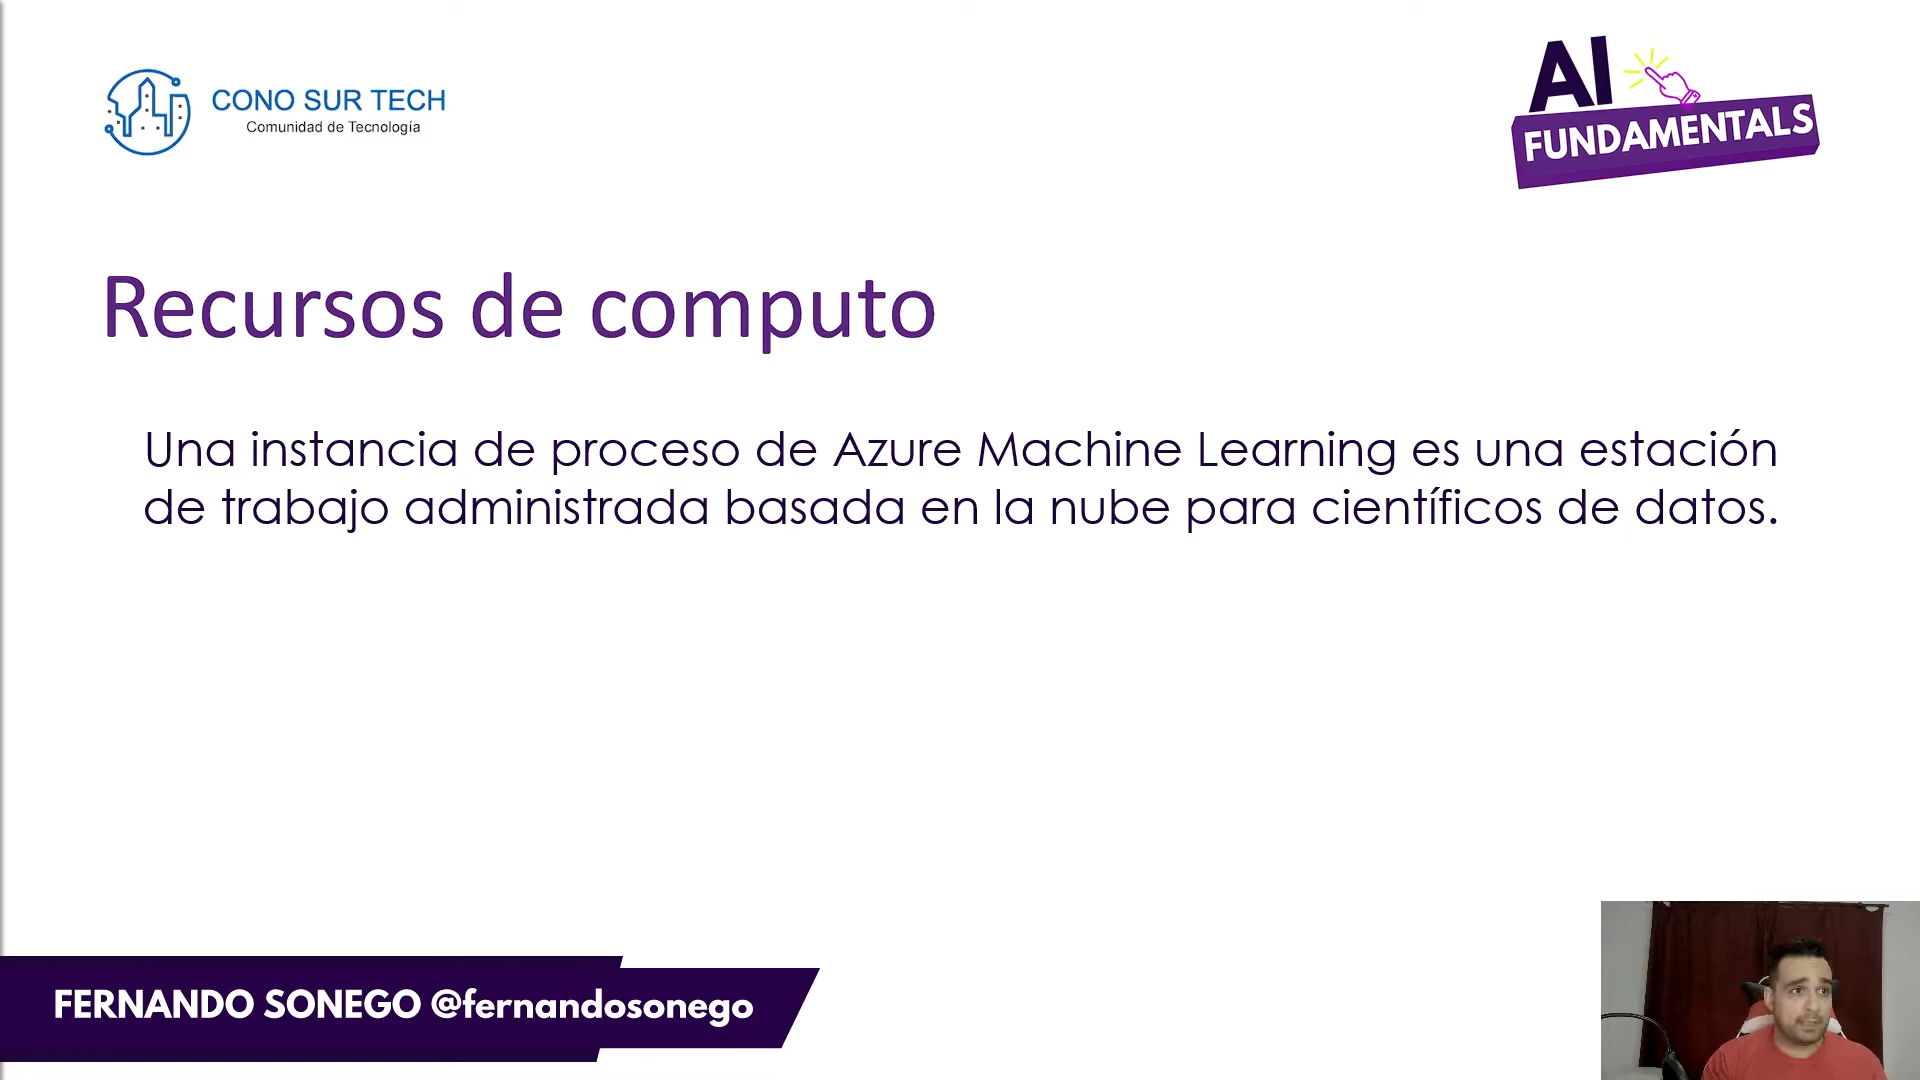 CONO SUR TECH
Comunidad de Tecnología
AI
FUNDAMENTALS
Recursos de computo
Una instancia de proceso de Azure Machine Learning es una estación
de trabajo administrada basada en la nube para científicos de datos.
FERNANDO SONEGO @fernandosonego